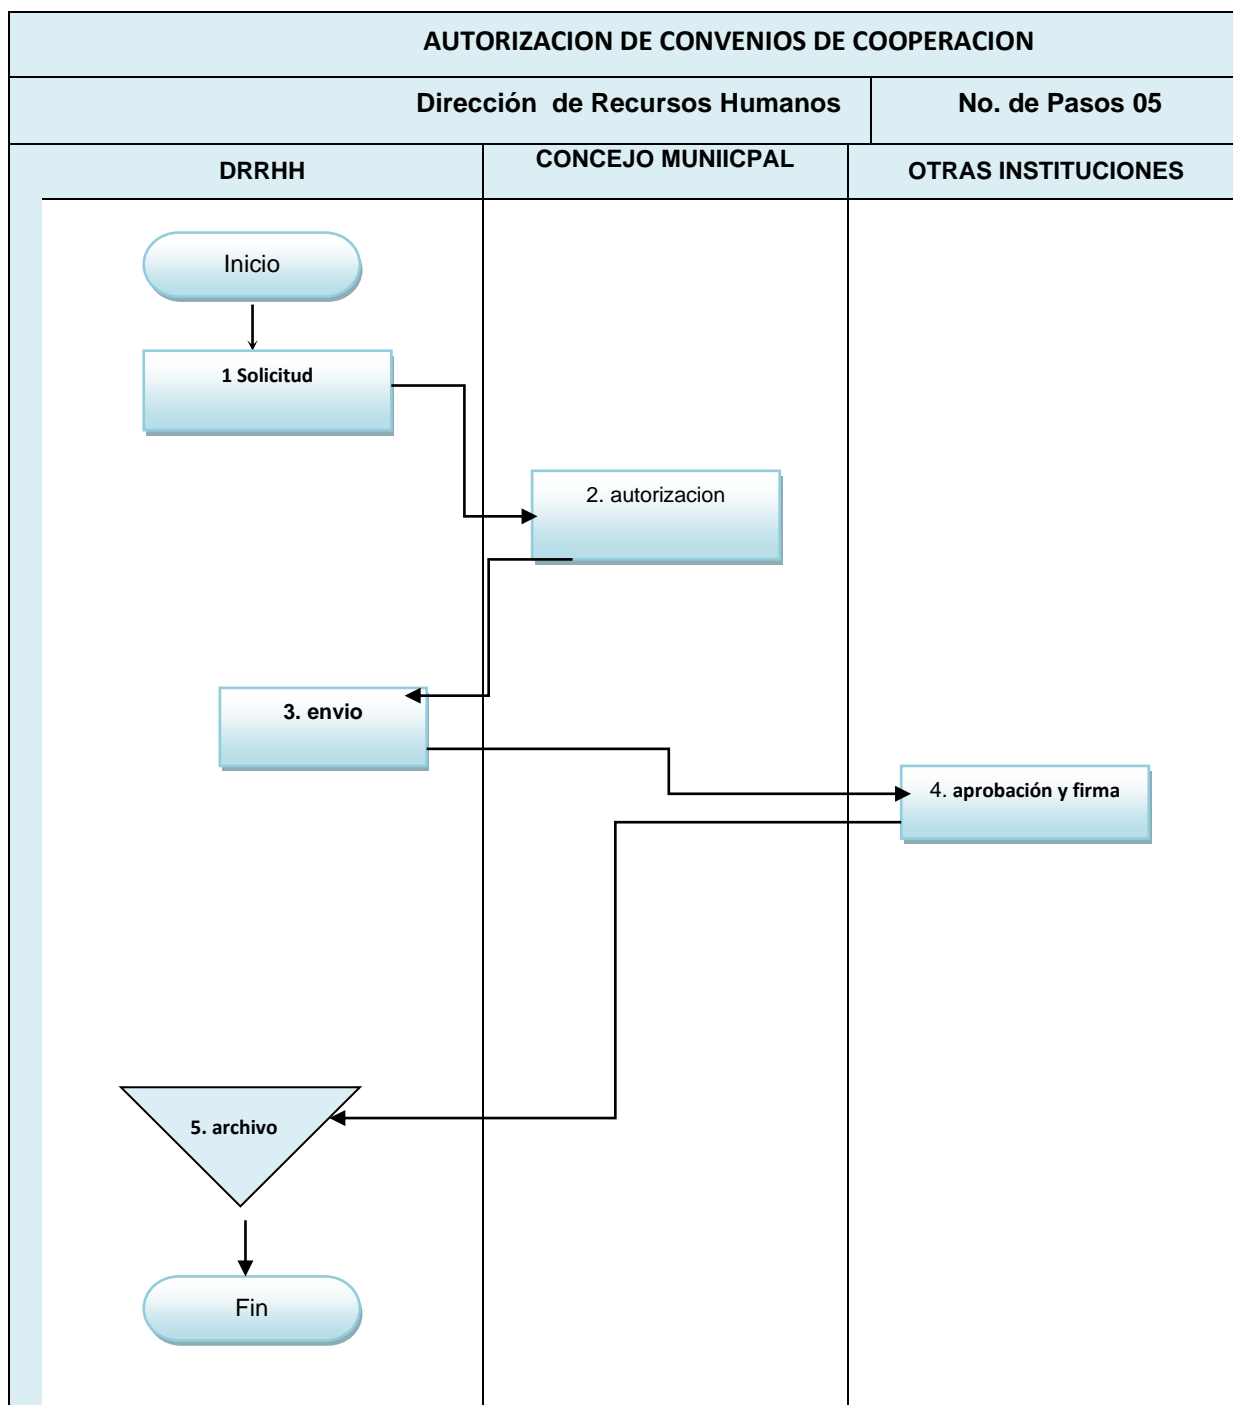 AUTORIZACION DE CONVENIOS DE COOPERACION
Dirección de Recursos Humanos
No. de Pasos 05
DRRHH
CONCEJO MUNIICPAL
OTRAS INSTITUCIONES
Inicio
1 Solicitud
2. autorizacion
3. envio
4. aprobación y firma
5. archivo
Fin